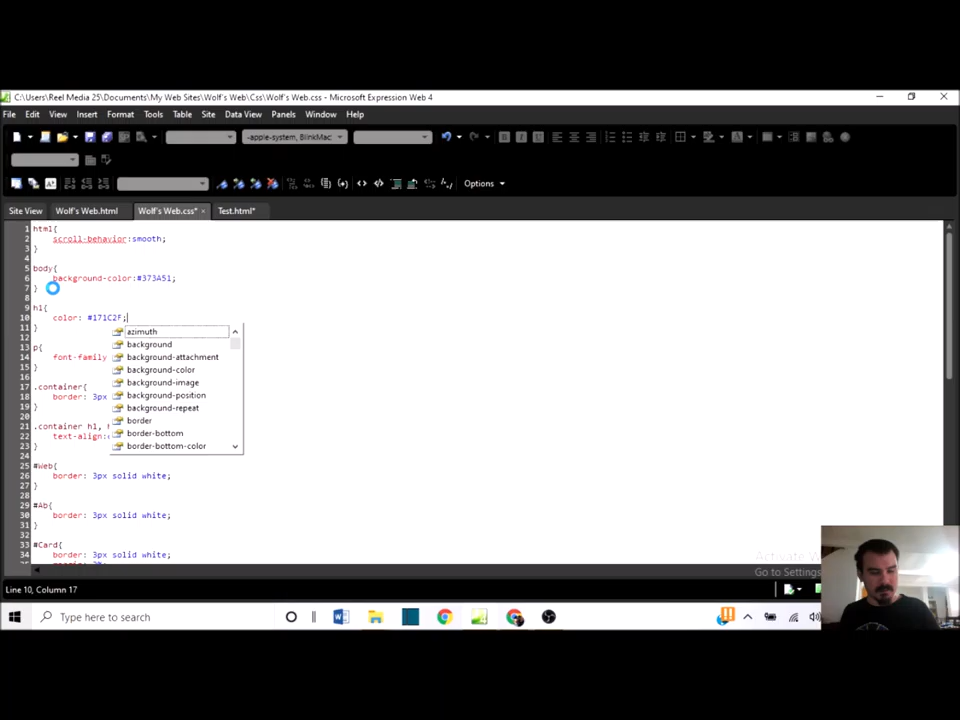 C:\Users\Reel Media 25\Documents\My Web Sites\Wolf's Web\Css\Wolf's Web.css - Microsoft Expression Web 4
File Edit View Insert Format Tools Table Site Data View Panels Window Help
-apple-system, BlinkMac
Options
Site View Wolf's Web.html Wolf's Web.css* × Test.html*
1 html{
2 scroll-behavior:smooth;
3 }
4
5 body{
6 background-color:#373A51;
7 }
8
9 h1{
10 color: #171C2F;
11 }
azimuth
12
background
13 p{
14 font-family
background-attachment
15 }
background-color
16
background-image
17 .container{
18 border: 3px
background-position
19 }
background-repeat
20
border
21 .container h1, h
22 text-align:c
border-bottom
23 }
border-bottom-color
24
25 #Web{
26 border: 3px solid white;
27 }
28
29 #Ab{
30 border: 3px solid white;
31 }
32
33 #Card{
34 border: 3px solid white;
Activate W
Go to Settings
Line 10, Column 17
Type here to search